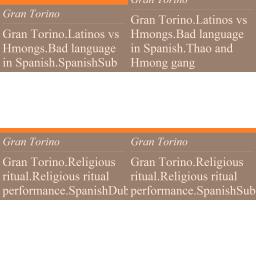 Gran Torino
Gran Torino.Latinos vs
Hmongs.Bad language
in Spanish.SpanishSub
Gran Torino
Gran Torino.Latinos vs
Hmongs.Bad language
in Spanish.Thao and
Hmong gang
Gran Torino
Gran Torino.Religious
ritual.Religious ritual
performance.SpanishDub
Gran Torino
Gran Torino.Religious
ritual.Religious ritual
performance.SpanishSub